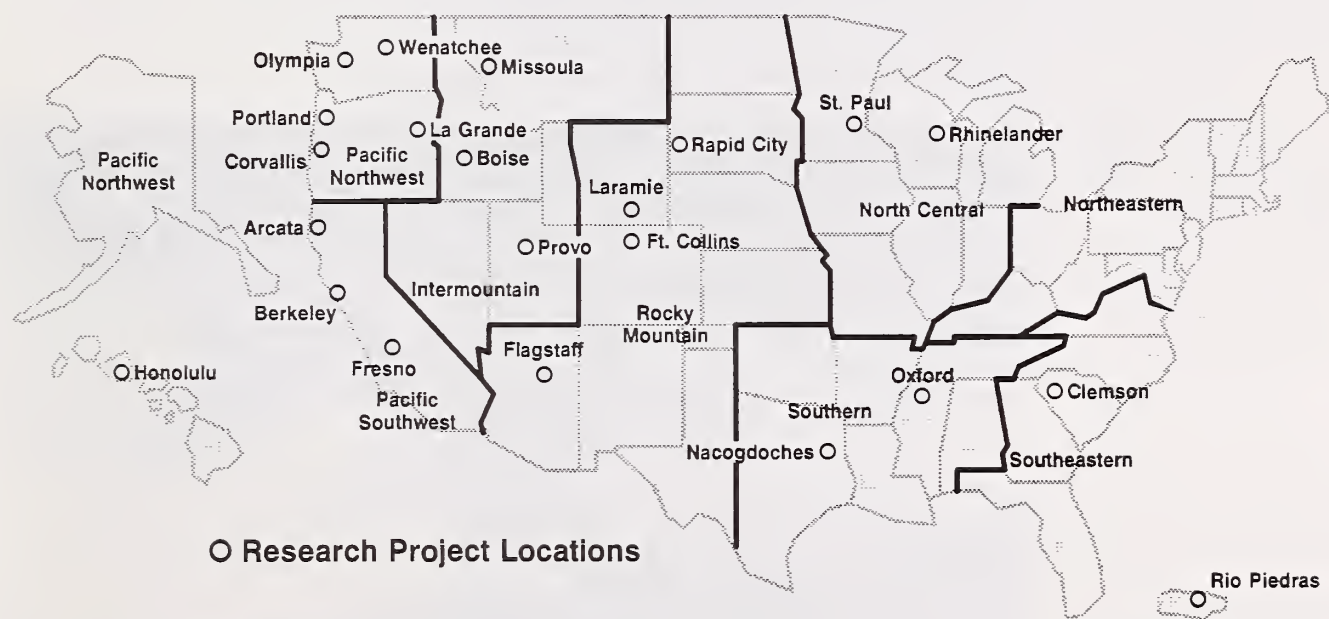 Wenatchee
Olympia
Missoula
St. Paul
Portland
La Grande
Rhinelander
Rapid City
Corvallis
Pacific
Northwest
Pacific
Northwest
Boise
Laramie
North Central
Northeastern
Arcata
Provo
Ft. Collins
Intermountain
Berkeley
Rocky
Mountain
Flagstaff
Fresno
Honolulu
Oxford
Clemson
Pacific
Southwest
Southern
Nacogdoches
Southeastern
Research Project Locations
Rio Piedras